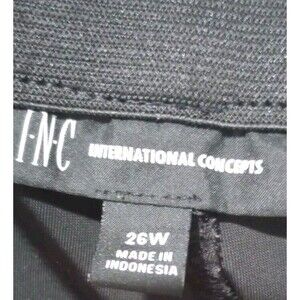 I·N·C INTERNATIONAL CONCEPTS
26W
MADE IN
INDONESIA